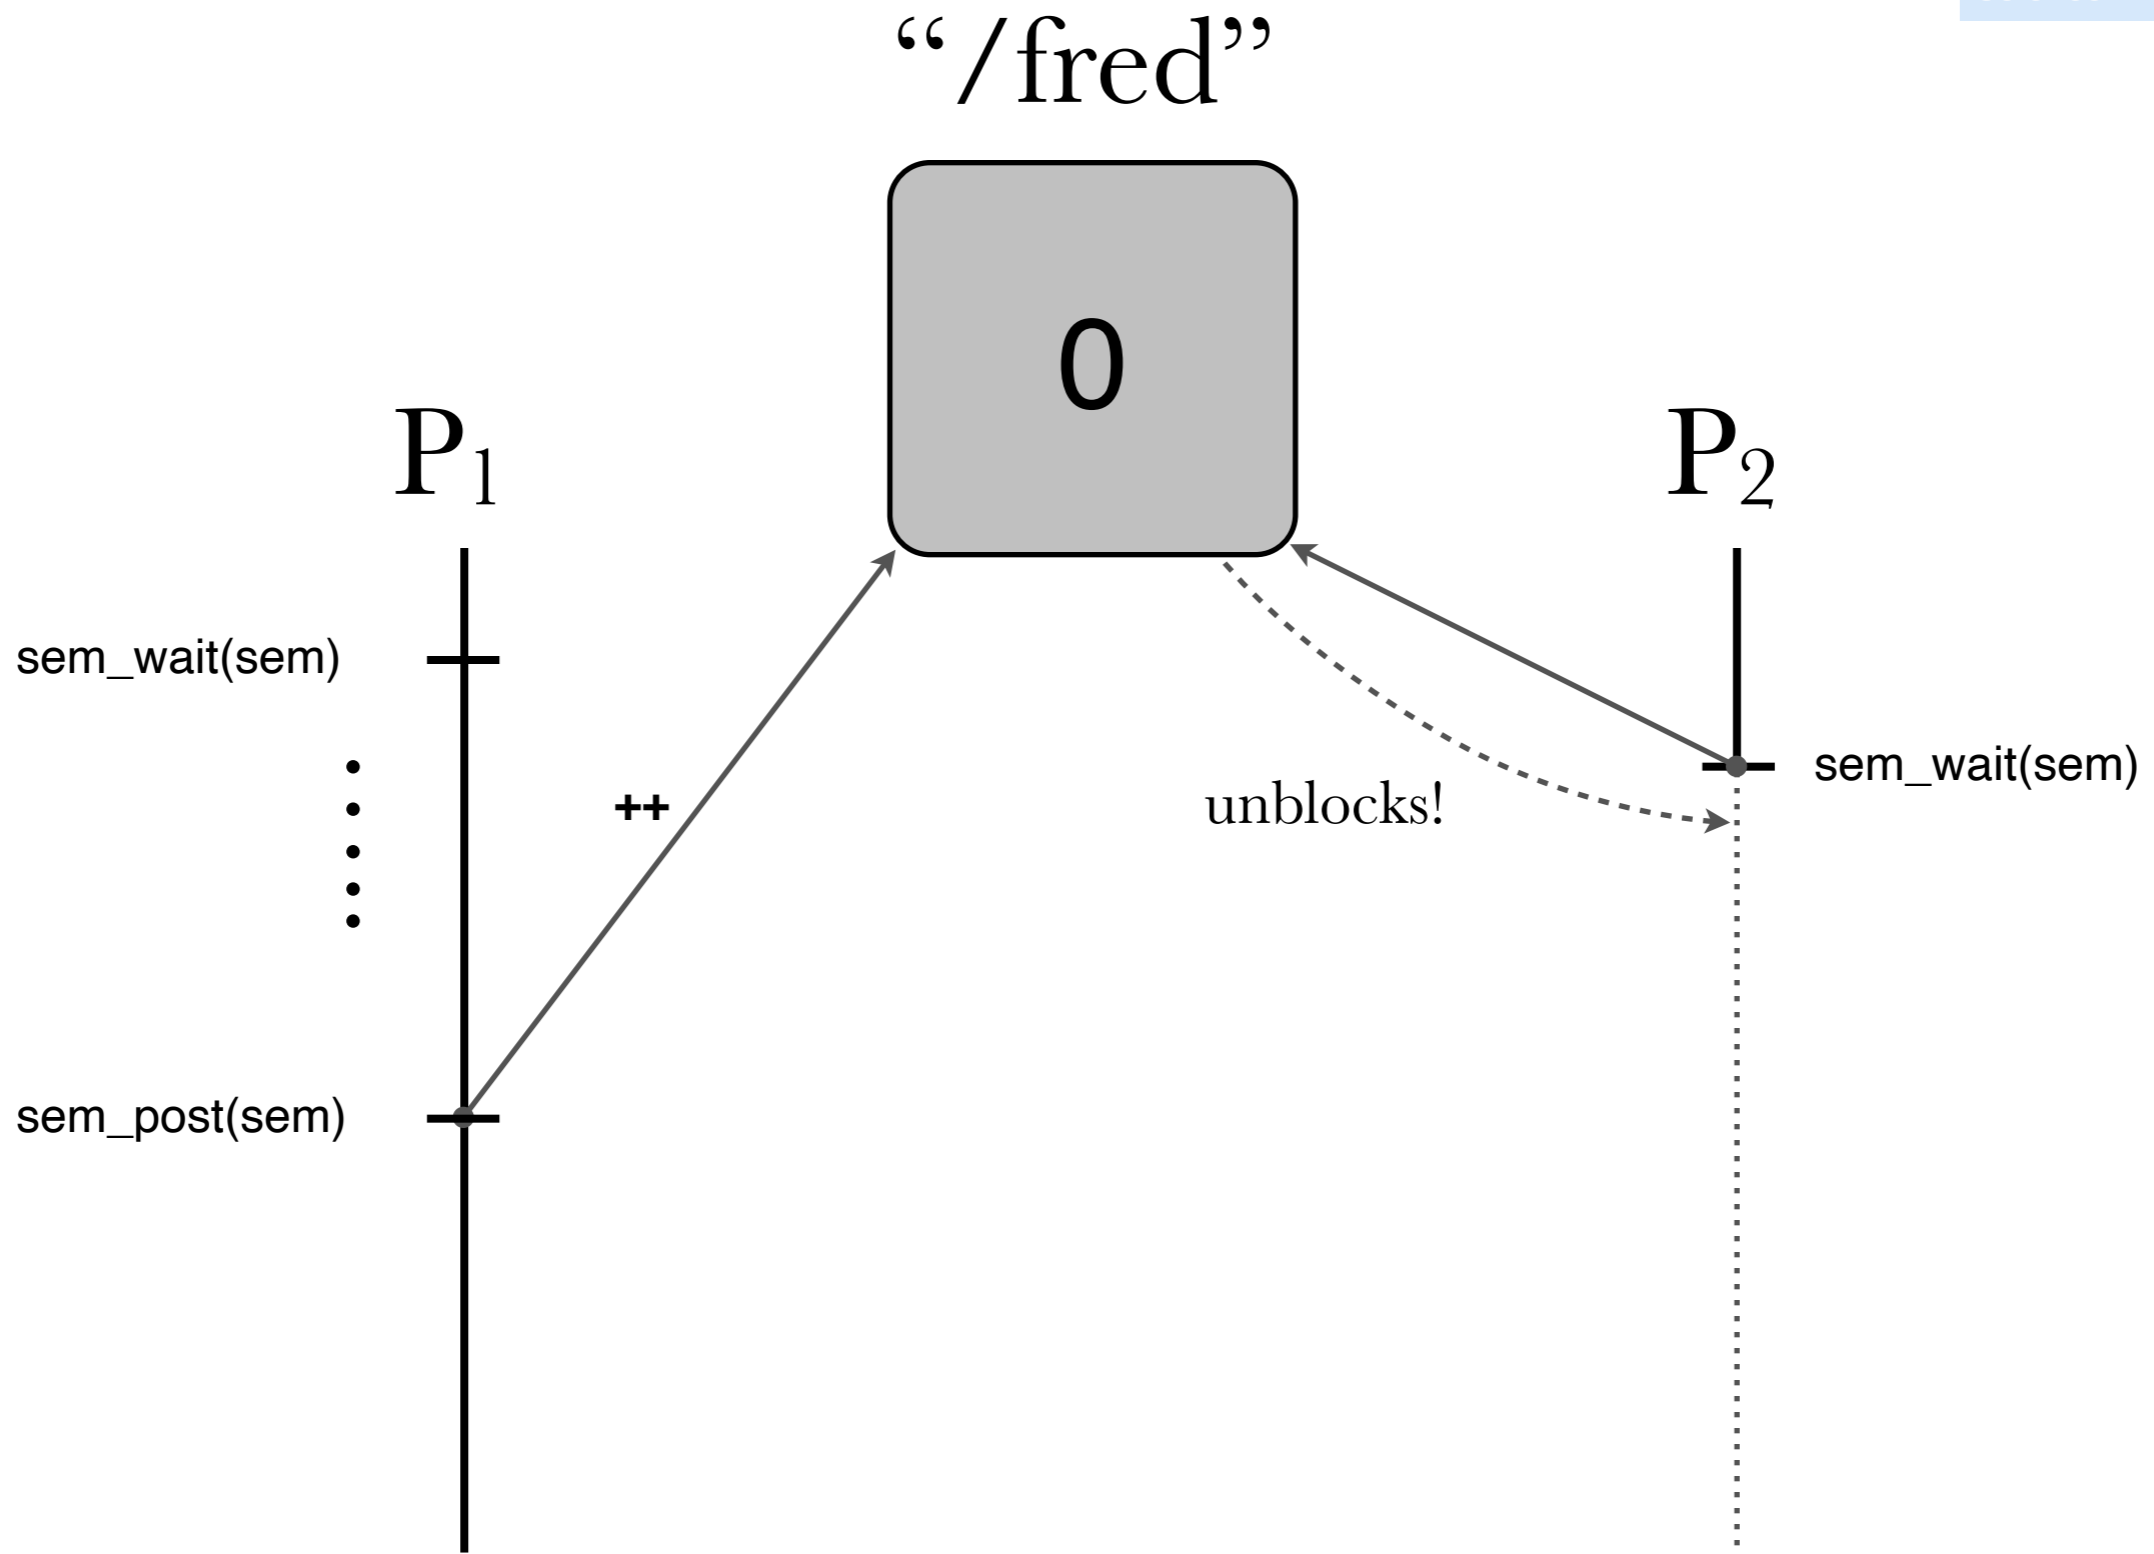 “/fred”
0
P1
P2
sem_wait(sem)
sem_wait(sem)
++
unblocks!
sem_post(sem)